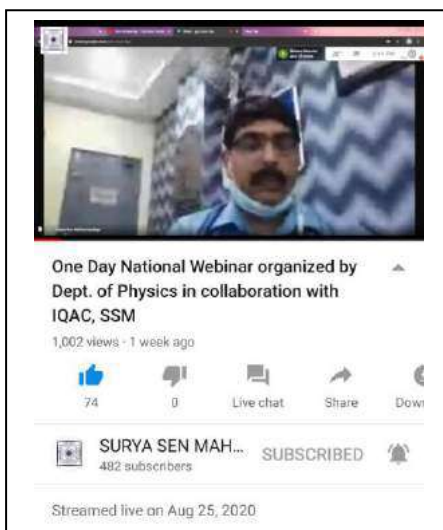 One Day National Webinar organized by
Dept. of Physics in collaboration with
IQAC, SSM
1,002 views · 1 week ago
74
0
Live chat
Share
Down
SURYA SEN MAH...
482 subscribers
SUBSCRIBED
Streamed live on Aug 25, 2020